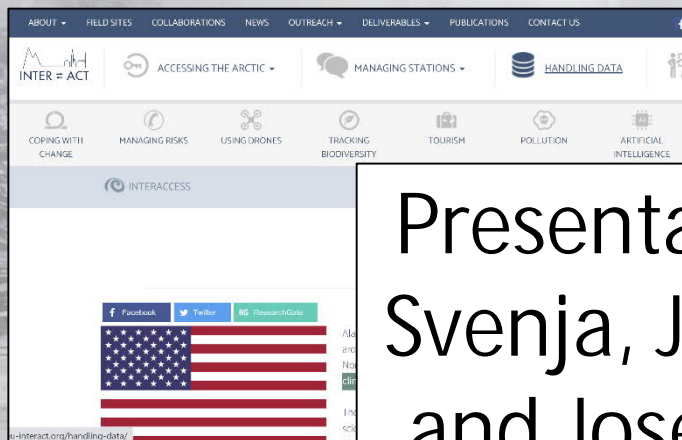 ABOUT FIELD SITES COLLABORATIONS NEWS OUTREACH DELIVERABLES PUBLICATIONS CONTACT US
INTER ⇄ ACT
ACCESSING THE ARCTIC MANAGING STATIONS HANDLING DATA
COPING WITH CHANGE
MANAGING RISKS
USING DRONES
TRACKING BIODIVERSITY
TOURISM
POLLUTION
ARTIFICIAL INTELLIGENCE
INTERACCESS
Facebook Twitter RG ResearchGate
Svenja,
and
u-interact.org/handling-data/